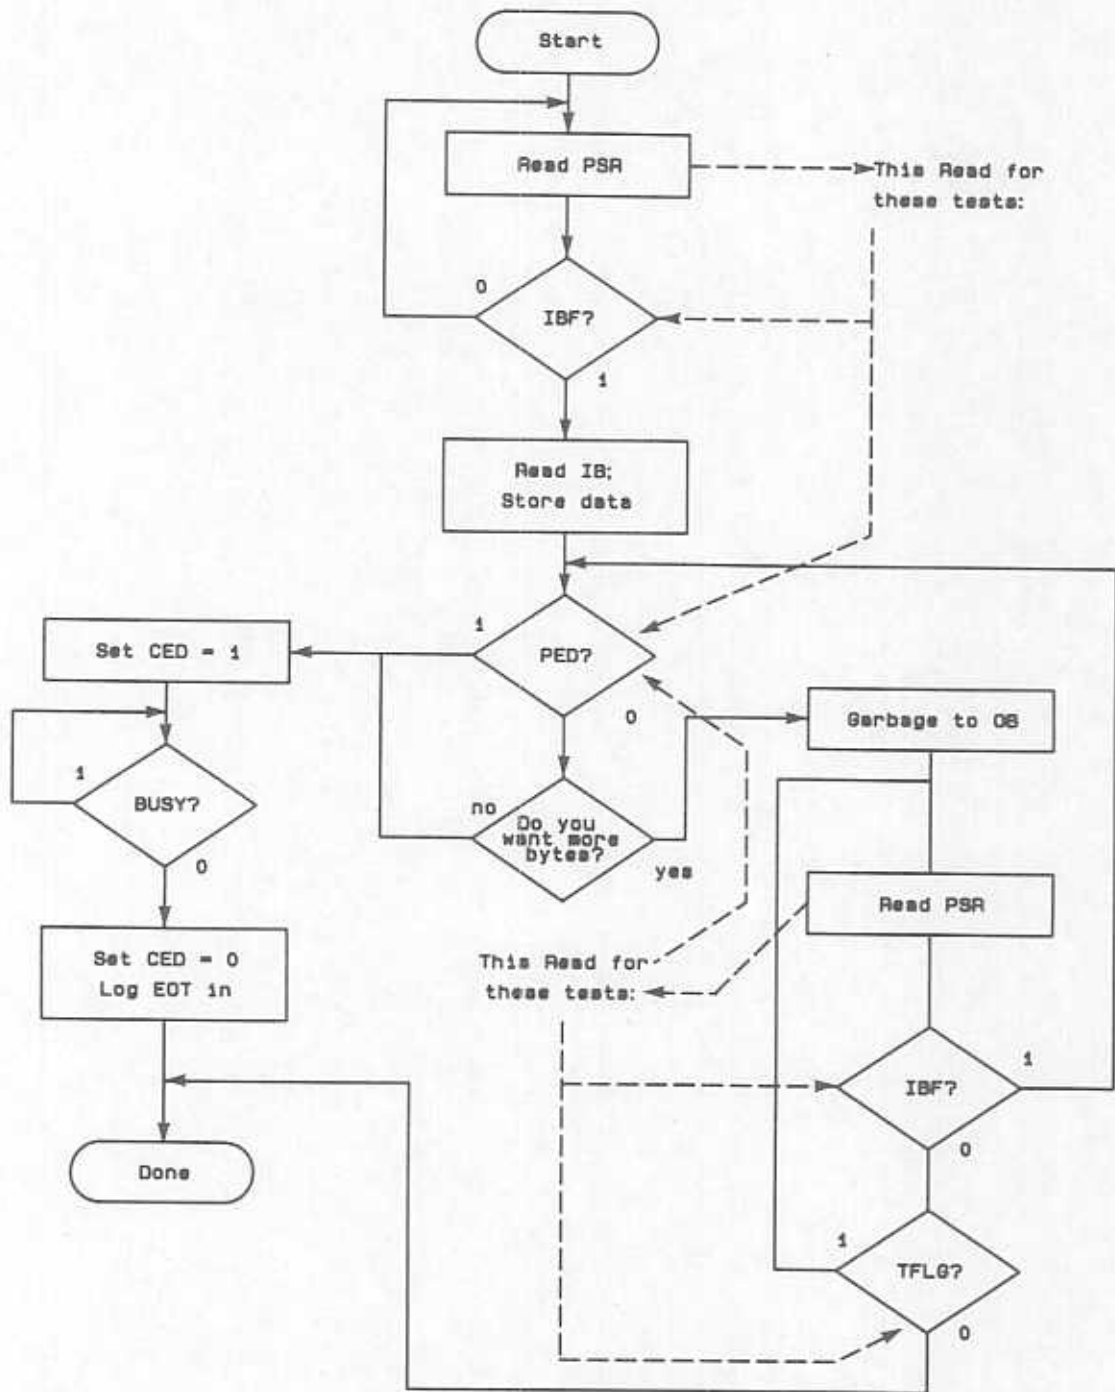 Start
Read PSR
This Read for
these tests:
0
IBF?
1
Read IB;
Store data
1
Set CED = 1
PED?
0
Garbage to OB
1
BUSY?
no
Do you
want more
bytes?
0
yes
Read PSR
Set CED = 0
Log EOT in
This Read for
these tests:
1
IBF?
0
Done
1
TFLG?
0